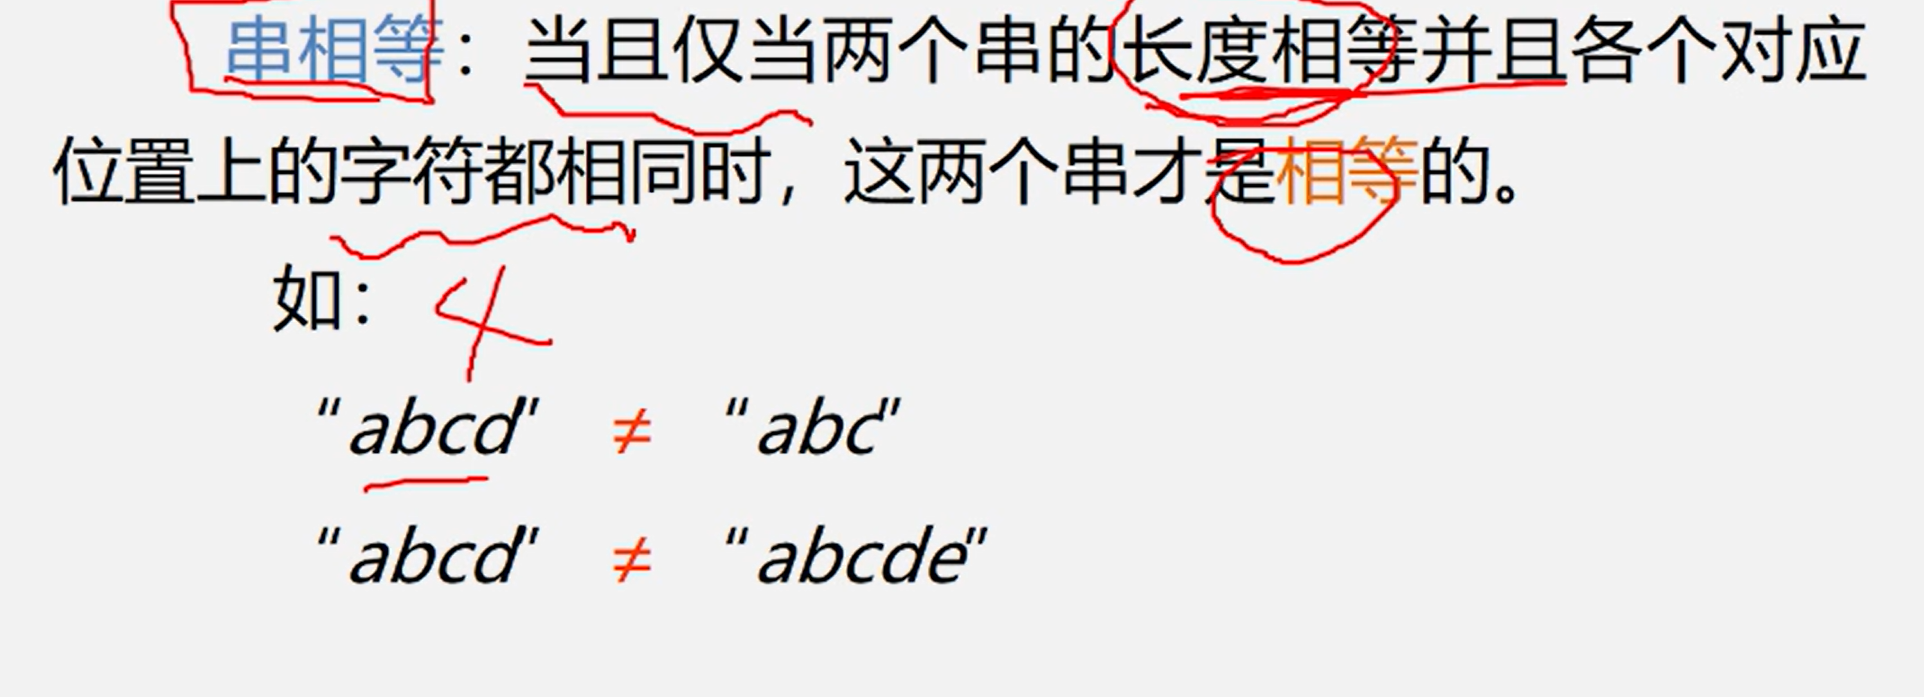 串相等：当且仅当两个串的长度相等并且各个对应
位置上的字符都相同时，这两个串才是相等的。
如：4
“abcd” ≠ “abc”
“abcd” ≠ “abcde”